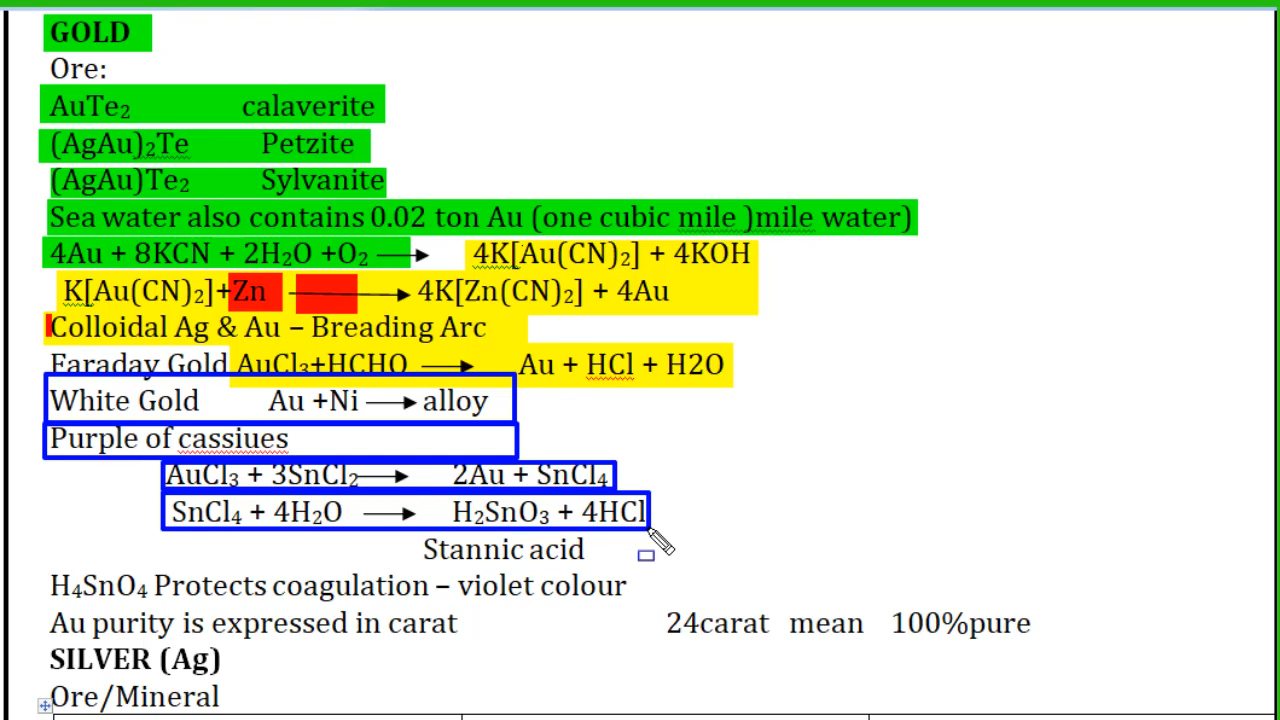 GOLD
Ore:
AuTe₂ calaverite
(AgAu)₂Te Petzite
(AgAu)Te₂ Sylvanite
Sea water also contains 0.02 ton Au (one cubic mile )mile water)
4Au + 8KCN + 2H₂O +O₂ ⟶ 4K[Au(CN)₂] + 4KOH
K[Au(CN)₂]+Zn ⟶ 4K[Zn(CN)₂] + 4Au
Colloidal Ag & Au – Breading Arc
Faraday Gold AuCl₃+HCHO ⟶ Au + HCl + H2O
White Gold Au +Ni ⟶ alloy
Purple of cassiues
AuCl₃ + 3SnCl₂ ⟶ 2Au + SnCl₄
SnCl₄ + 4H₂O ⟶ H₂SnO₃ + 4HCl
Stannic acid
H₄SnO₄ Protects coagulation – violet colour
Au purity is expressed in carat 24carat mean 100%pure
SILVER (Ag)
Ore/Mineral